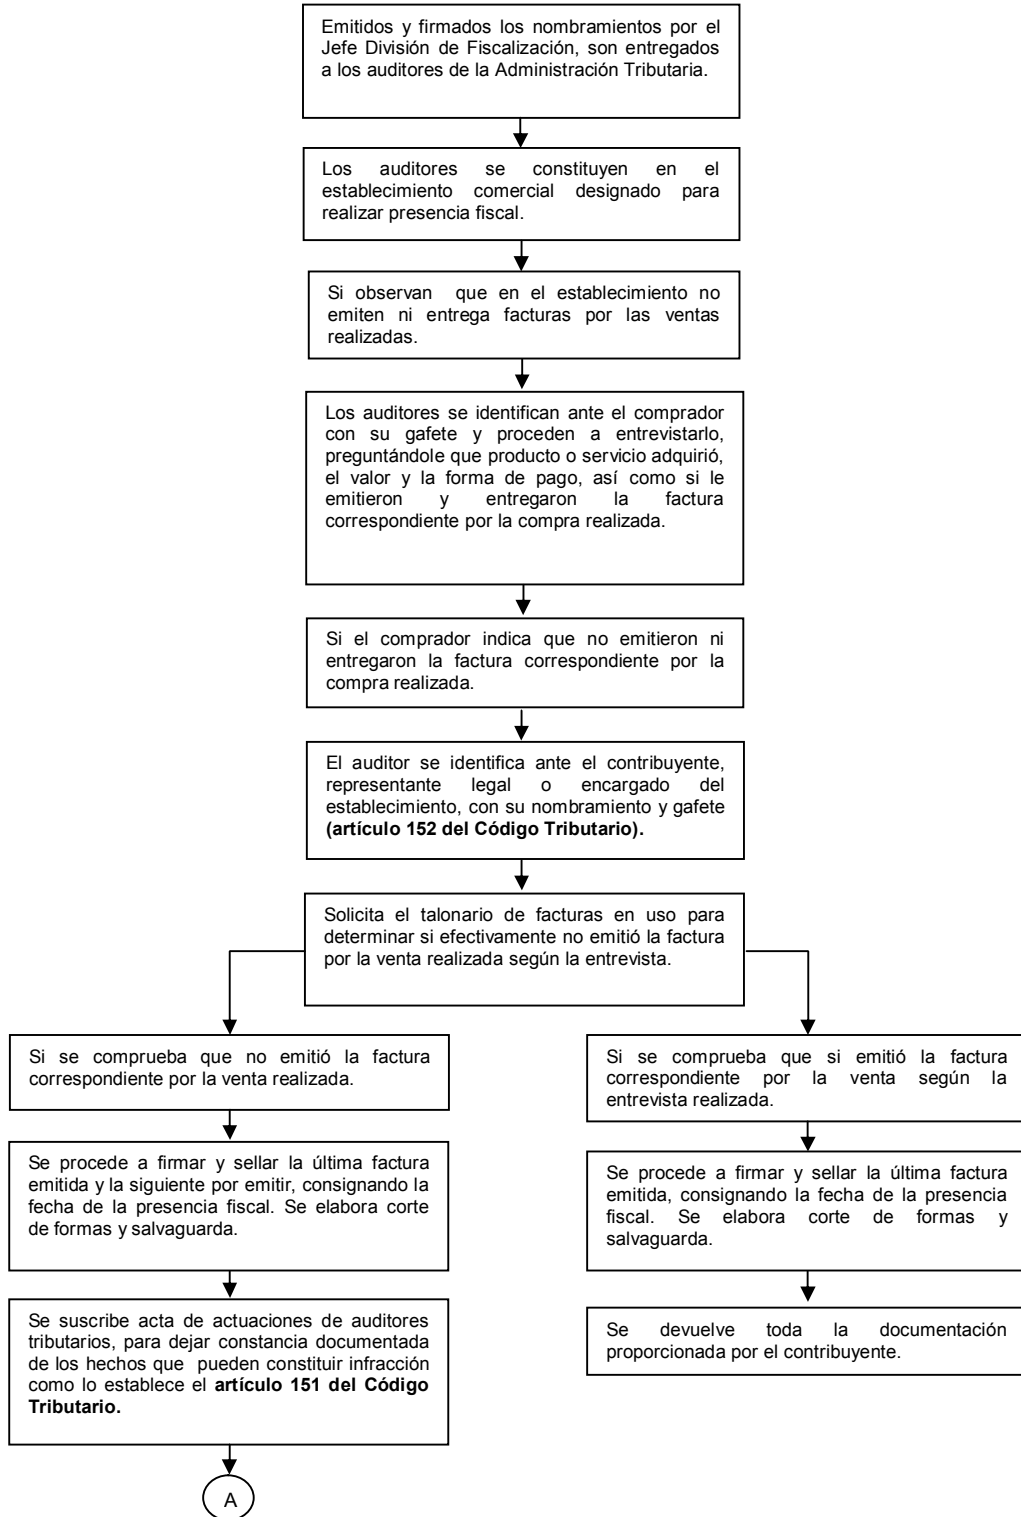 Emitidos y firmados los nombramientos por el
Jefe División de Fiscalización, son entregados
a los auditores de la Administración Tributaria.
Los auditores se constituyen en el
establecimiento comercial designado para
realizar presencia fiscal.
Si observan que en el establecimiento no
emiten ni entrega facturas por las ventas
realizadas.
Los auditores se identifican ante el comprador
con su gafete y proceden a entrevistarlo,
preguntándole que producto o servicio adquirió,
el valor y la forma de pago, así como si le
emitieron y entregaron la factura
correspondiente por la compra realizada.
Si el comprador indica que no emitieron ni
entregaron la factura correspondiente por la
compra realizada.
El auditor se identifica ante el contribuyente,
representante legal o encargado del
establecimiento, con su nombramiento y gafete
(artículo 152 del Código Tributario).
Solicita el talonario de facturas en uso para
determinar si efectivamente no emitió la factura
por la venta realizada según la entrevista.
Si se comprueba que no emitió la factura
correspondiente por la venta realizada.
Se procede a firmar y sellar la última factura
emitida y la siguiente por emitir, consignando la
fecha de la presencia fiscal. Se elabora corte
de formas y salvaguarda.
Se suscribe acta de actuaciones de auditores
tributarios, para dejar constancia documentada
de los hechos que pueden constituir infracción
como lo establece el artículo 151 del Código
Tributario.
A
Si se comprueba que si emitió la factura
correspondiente por la venta según la
entrevista realizada.
Se procede a firmar y sellar la última factura
emitida, consignando la fecha de la presencia
fiscal. Se elabora corte de formas y
salvaguarda.
Se devuelve toda la documentación
proporcionada por el contribuyente.